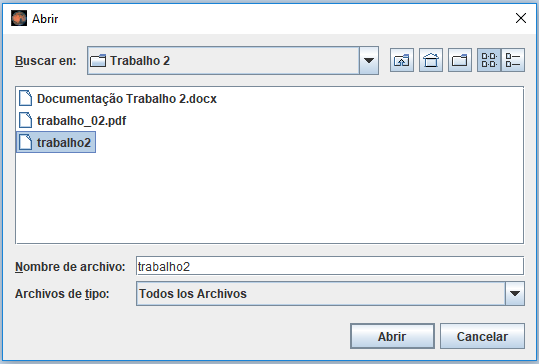 Abrir
Buscar en: Trabalho 2
Documentação Trabalho 2.docx
trabalho_02.pdf
trabalho2
Nombre de archivo: trabalho2
Archivos de tipo: Todos los Archivos
Abrir Cancelar